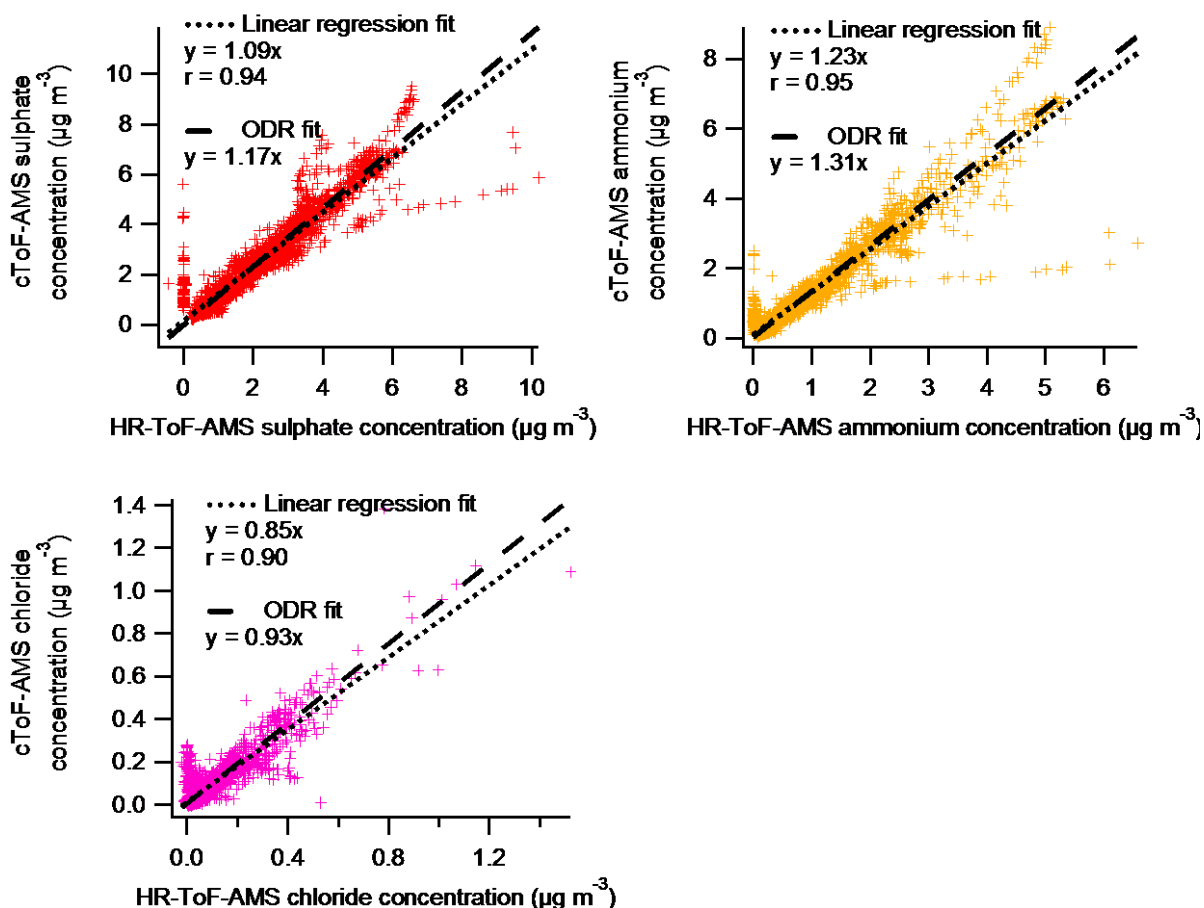 Linear regression fit
y = 1.09x
r = 0.94
ODR fit
y = 1.17x
cToF-AMS sulphate
concentration (µg m⁻³)
10
8
6
4
2
0
0 2 4 6 8 10
HR-ToF-AMS sulphate concentration (µg m⁻³)
Linear regression fit
y = 1.23x
r = 0.95
ODR fit
y = 1.31x
cToF-AMS ammonium
concentration (µg m⁻³)
8
6
4
2
0
0 1 2 3 4 5 6
HR-ToF-AMS ammonium concentration (µg m⁻³)
Linear regression fit
y = 0.85x
r = 0.90
ODR fit
y = 0.93x
cToF-AMS chloride
concentration (µg m⁻³)
1.4
1.2
1.0
0.8
0.6
0.4
0.2
0.0
0.0 0.4 0.8 1.2
HR-ToF-AMS chloride concentration (µg m⁻³)